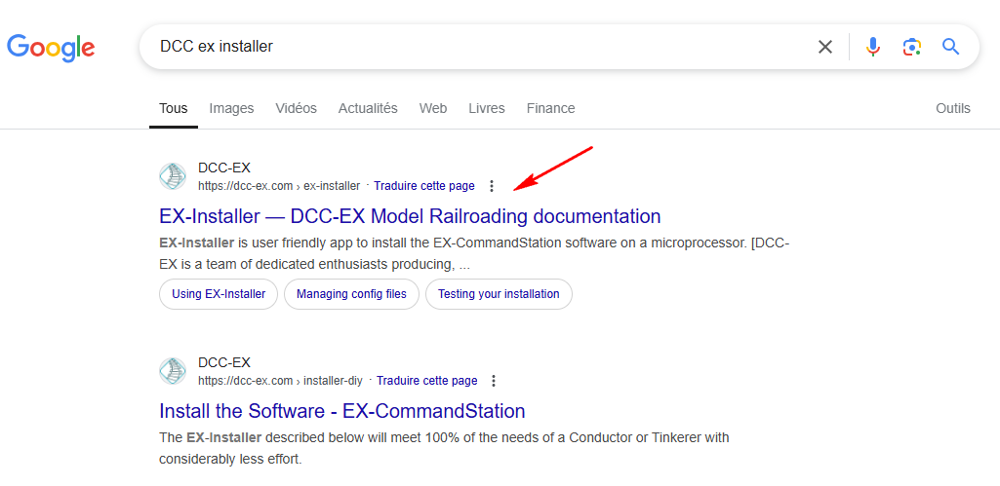 Google
DCC ex installer
Tous Images Vidéos Actualités Web Livres Finance Outils
DCC-EX
https://dcc-ex.com › ex-installer · Traduire cette page
EX-Installer — DCC-EX Model Railroading documentation
EX-Installer is user friendly app to install the EX-CommandStation software on a microprocessor. [DCC-
EX is a team of dedicated enthusiasts producing, ...
Using EX-Installer Managing config files Testing your installation
DCC-EX
https://dcc-ex.com › installer-diy · Traduire cette page
Install the Software - EX-CommandStation
The EX-Installer described below will meet 100% of the needs of a Conductor or Tinkerer with
considerably less effort.